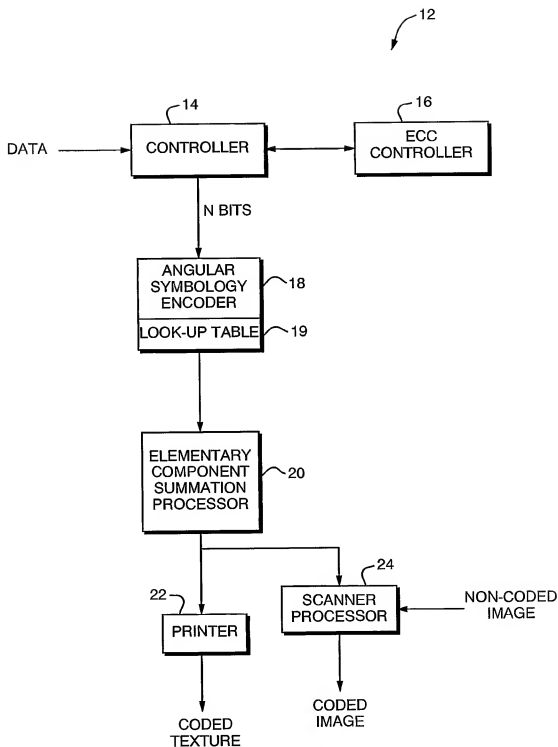 12
14
16
DATA
CONTROLLER
ECC
CONTROLLER
N BITS
ANGULAR
SYMBOLOGY
ENCODER
18
LOOK-UP TABLE
19
ELEMENTARY
COMPONENT
SUMMATION
PROCESSOR
20
22
24
PRINTER
SCANNER
PROCESSOR
NON-CODED
IMAGE
CODED
TEXTURE
CODED
IMAGE